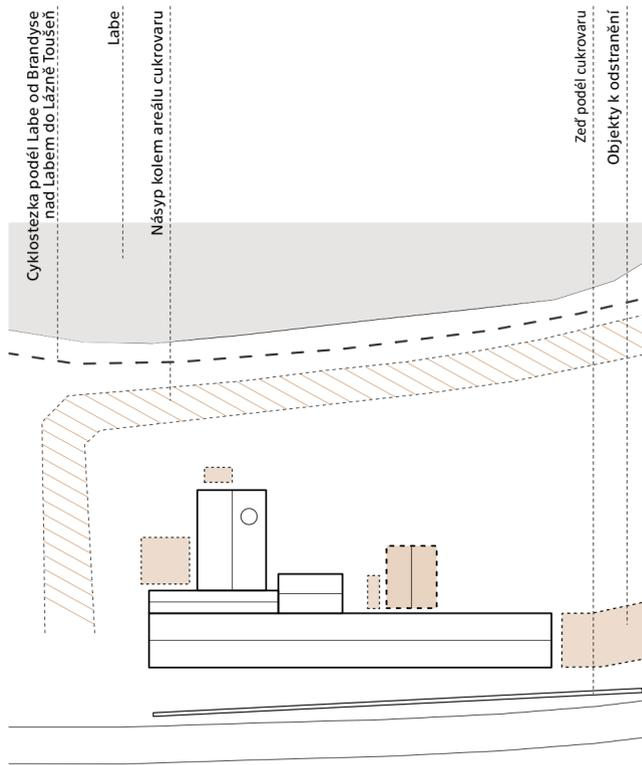 Cyklostezka podél Labe od Brandyse
nad Labem do Lázně Toušeň
Labe
Násyp kolem areálu cukrovaru
Zeď podél cukrovaru
Objekty k odstranění